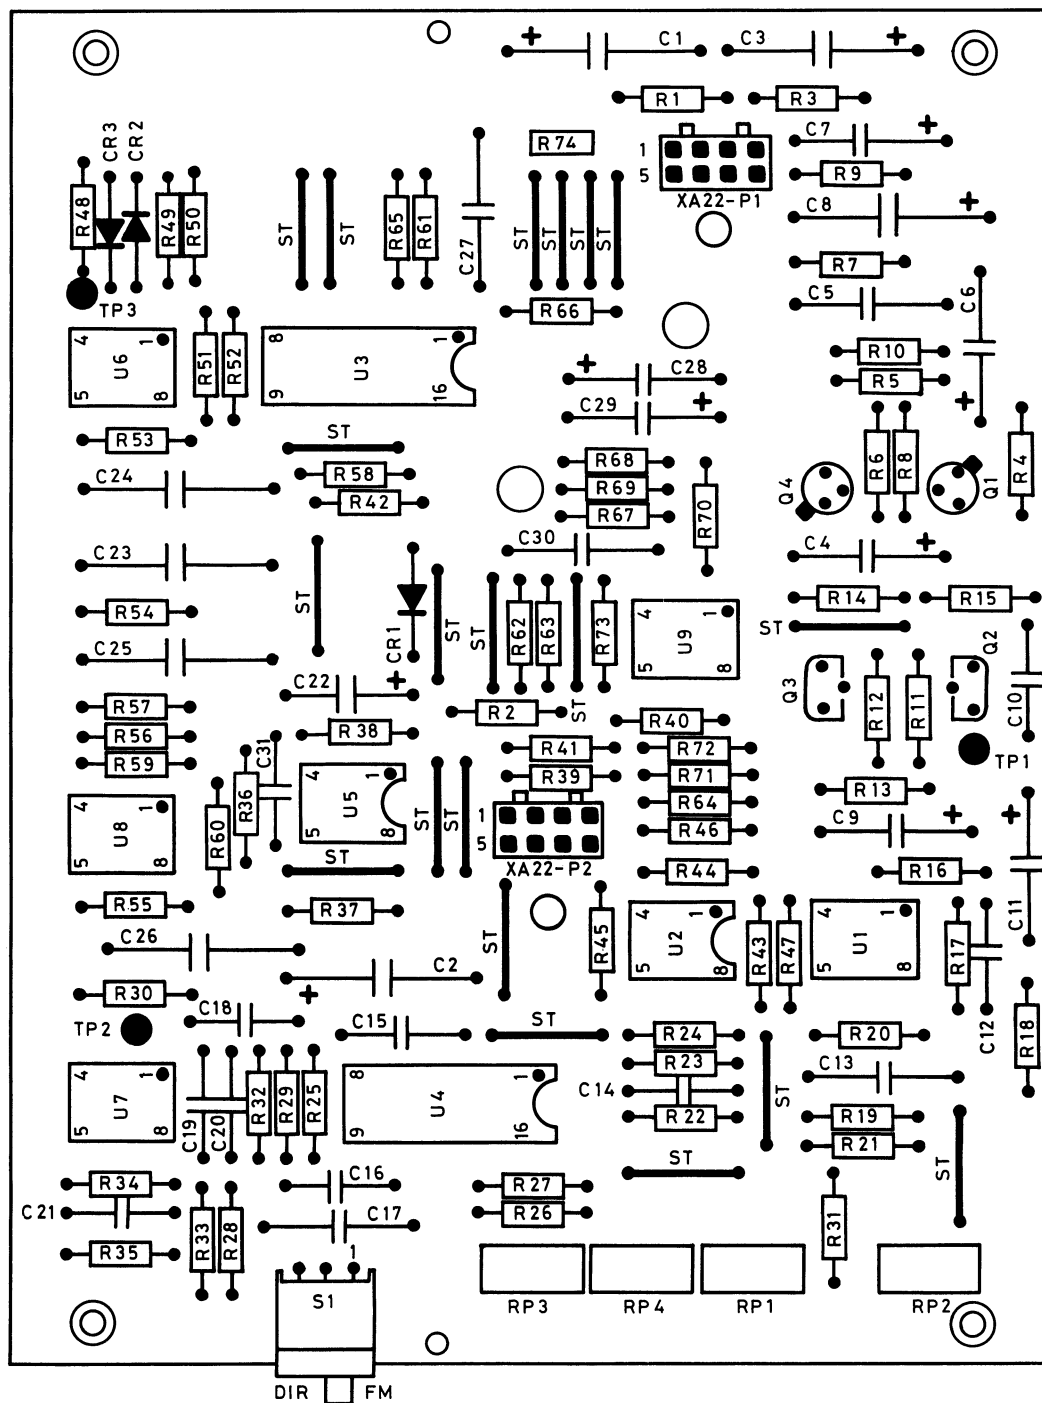 + C1 C3 +
R1 R3
C7 +
R74
1
5
R9
XA22-P1
CR3 CR2
R48 R49 R50
ST ST R65 R61 C27
ST ST ST ST
C8 +
R7
TP3
R66
C5 C6
4 1 U6 5 8
R51 R52
8 1 U3 9 16
R10
+ C28
R5
C29 +
+
R53
ST
R6 R8 R4
R58
R68
C24
R69
Q4 Q1
R42
R67
R70
C30
C4 +
C23
ST
R54
CR1
ST ST R62 R63 ST R73
4 1 U9 5 8
R14 R15
ST
C25
Q3 Q2
C22 +
R12 R11 C10
R57
R2
R40
R38
R56
R41 R72
C31
TP1
R59
R39 R71
4 1 U8 5 8
R60 R36
4 1 U5 5 8
ST ST
1
5
XA22-P2
R64
R13
R46
C9 + +
ST
R44
R16
C11
R55
R37
ST
R45
4 1 U2 5 8
R43 R47
4 1 U1 5 8
R17 C12
C26
C2
+
R30
C18
TP2
C15
ST
R24
R20
R18
R23
4 1 U7 5 8
C19 C20 R32 R29 R25
8 1 U4 9 16
C14
ST
C13
R22
R19
R21
ST
ST
R34
C16
R27
C21
R33 R28
C17
R26
R31
R35
1
S1
RP3 RP4 RP1 RP2
DIR FM